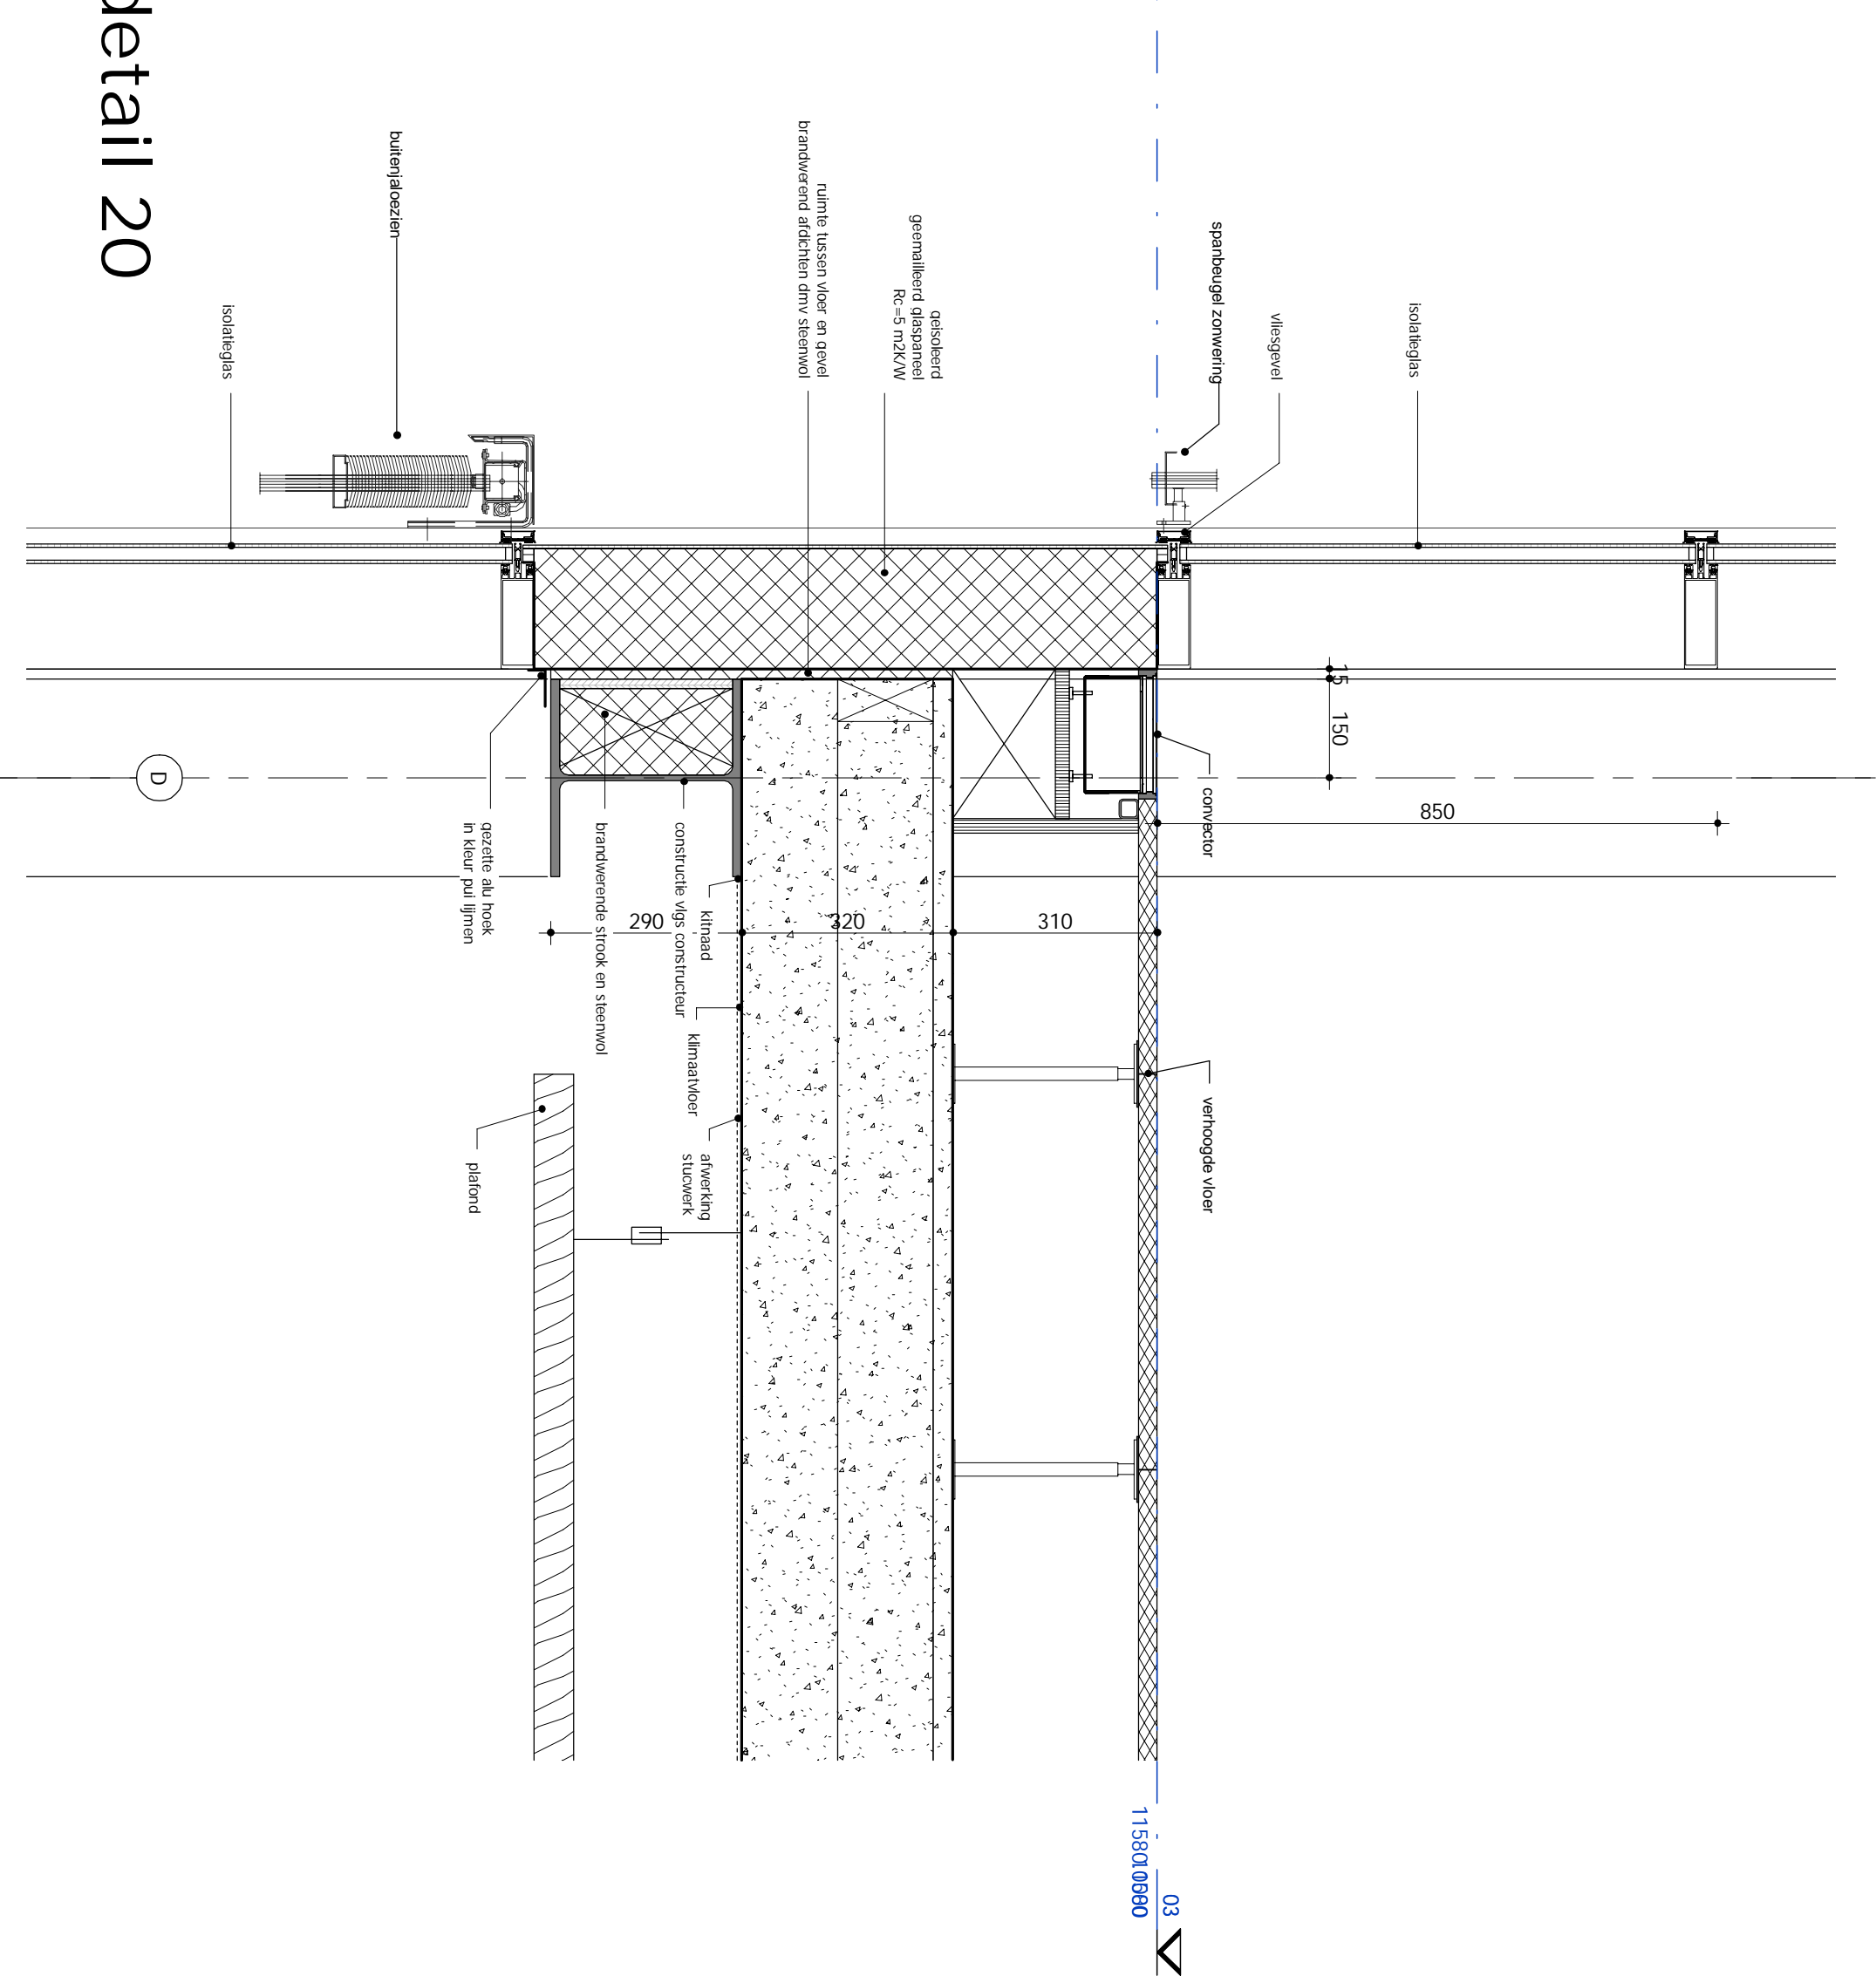 detail 20
isolatieglas
vliesgevel
spanbeugel zonwering
geisoleerd
geemailleerd glaspaneel
Rc=5 m2K/W
ruimte tussen vloer en gevel
brandwerend afdichten dmv steenwol
buitenjaloezien
isolatieglas
15
150
850
convector
D
gezette alu hoek
in kleur pui lijmen
brandwerende strook en steenwol
constructie vlgs constructeur
kitnaad
290
320
310
klimaatvloer
afwerking
stucwerk
plafond
verhoogde vloer
03